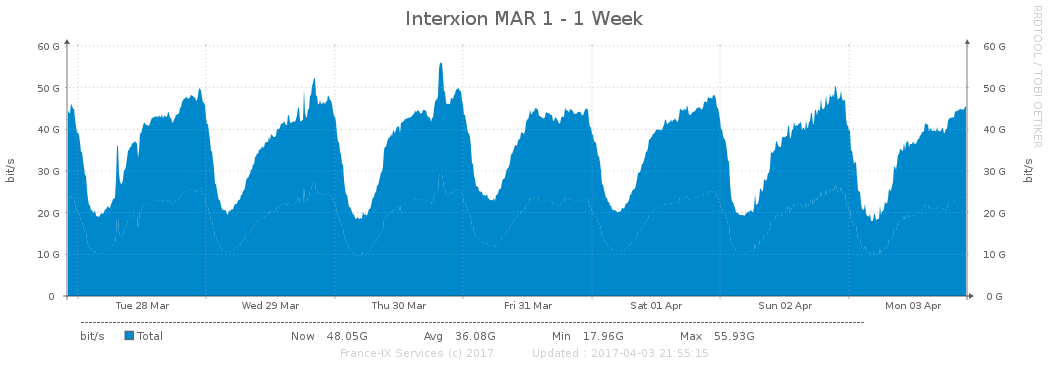 Interxion MAR 1 - 1 Week
RRDTOOL / TOBI OETIKER
60 G 60 G
50 G 50 G
40 G 40 G
30 G 30 G
20 G 20 G
10 G 10 G
0 0 G
bit/s bit/s
Tue 28 Mar Wed 29 Mar Thu 30 Mar Fri 31 Mar Sat 01 Apr Sun 02 Apr Mon 03 Apr
bit/s Total Now 48.05G Avg 36.08G Min 17.96G Max 55.93G
France-IX Services (c) 2017 Updated : 2017-04-03 21:55:15